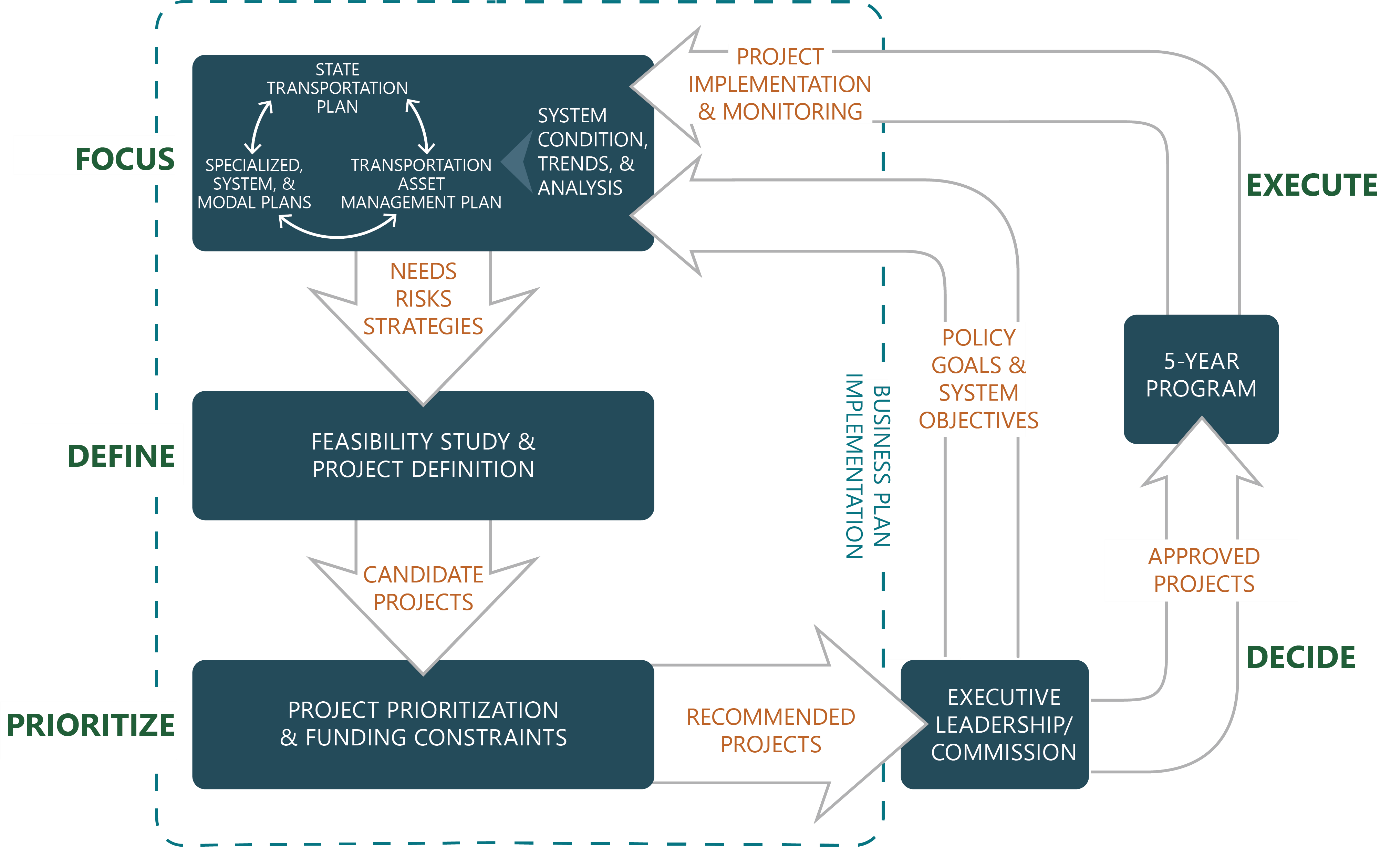 FOCUS
STATE
TRANSPORTATION
PLAN
SPECIALIZED,
SYSTEM, &
MODAL PLANS
TRANSPORTATION
ASSET
MANAGEMENT PLAN
SYSTEM
CONDITION,
TRENDS, &
ANALYSIS
PROJECT
IMPLEMENTATION
& MONITORING
EXECUTE
NEEDS
RISKS
STRATEGIES
POLICY
GOALS &
SYSTEM
OBJECTIVES
5-YEAR
PROGRAM
DEFINE
FEASIBILITY STUDY &
PROJECT DEFINITION
BUSINESS PLAN
IMPLEMENTATION
CANDIDATE
PROJECTS
APPROVED
PROJECTS
DECIDE
PRIORITIZE
PROJECT PRIORITIZATION
& FUNDING CONSTRAINTS
RECOMMENDED
PROJECTS
EXECUTIVE
LEADERSHIP/
COMMISSION